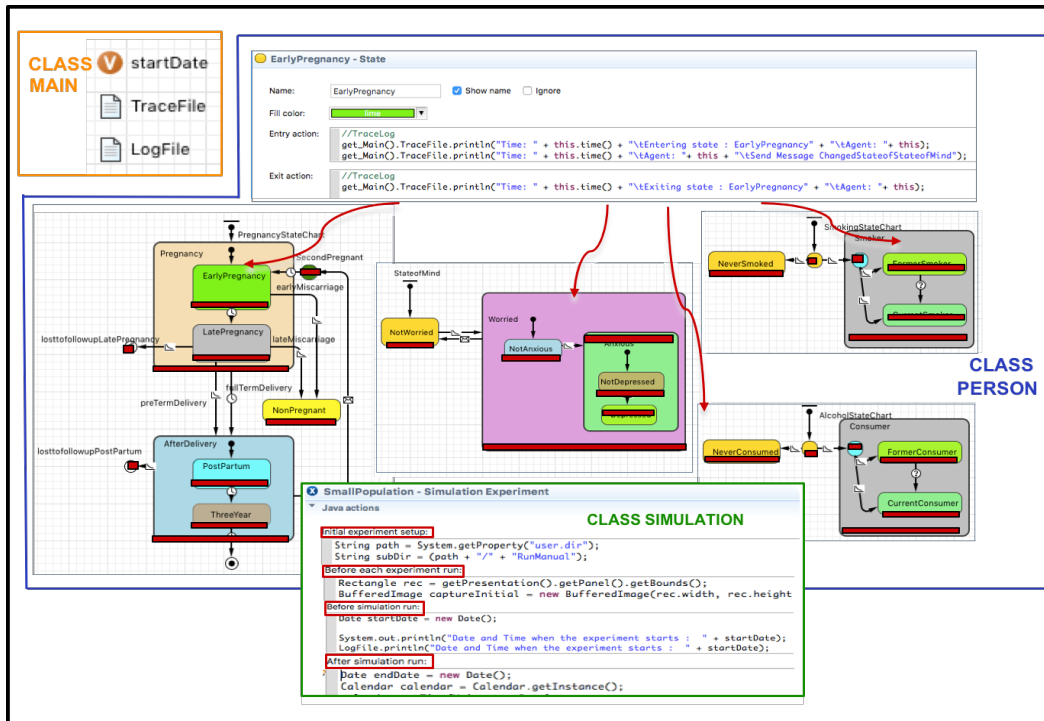 CLASS
MAIN
V startDate
TraceFile
LogFile
EarlyPregnancy - State
Name: EarlyPregnancy Show name Ignore
Fill color: lime
Entry action: //TraceLog
get_Main().TraceFile.println("Time: " + this.time() + "\tEntering state : EarlyPregnancy" + "\tAgent: "+ this);
get_Main().TraceFile.println("Time: " + this.time() + "\tAgent: "+ this + "\tSend Message ChangedStateofStateofMind");
Exit action: //TraceLog
get_Main().TraceFile.println("Time: " + this.time() + "\tExiting state : EarlyPregnancy" + "\tAgent: "+ this);
PregnancyStateChart
Pregnancy
SecondPregnant
EarlyPregnancy
earlyMiscarriage
LatePregnancy
losttofollowupLatePregnancy
lateMiscarriage
fullTermDelivery
preTermDelivery
NonPregnant
AfterDelivery
losttofollowupPostPartum
PostPartum
ThreeYear
StateofMind
NotWorried
Worried
NotAnxious
Anxious
NotDepressed
Depressed
SmokingStateChart
Smoker
NeverSmoked
FormerSmoker
?
CurrentSmoker
CLASS
PERSON
AlcoholStateChart
Consumer
NeverConsumed
FormerConsumer
?
CurrentConsumer
X SmallPopulation - Simulation Experiment
Java actions
CLASS SIMULATION
Initial experiment setup:
String path = System.getProperty("user.dir");
String subDir = (path + "/" + "RunManual");
Before each experiment run:
Rectangle rec = getPresentation().getPanel().getBounds();
BufferedImage captureInitial = new BufferedImage(rec.width, rec.height
Before simulation run:
Date startDate = new Date();
System.out.println("Date and Time when the experiment starts :  " + startDate);
LogFile.println("Date and Time when the experiment starts :  " + startDate);
After simulation run:
Date endDate = new Date();
Calendar calendar = Calendar.getInstance();